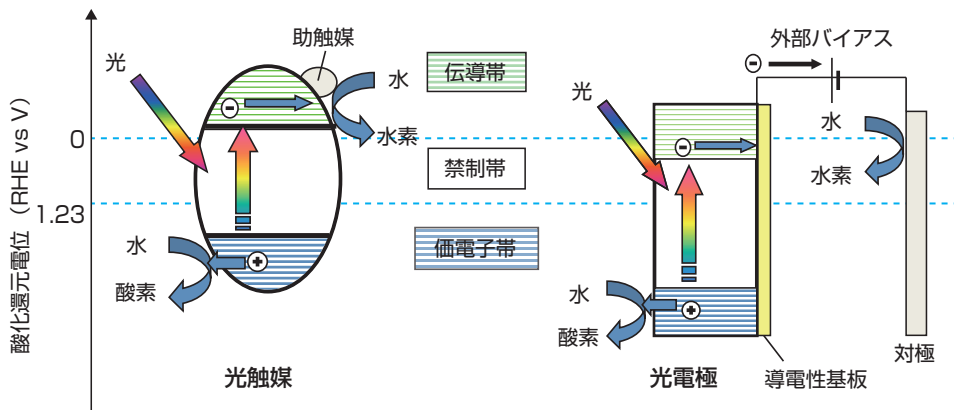 助触媒
光
水
水素
伝導帯
禁制帯
価電子帯
酸化還元電位（RHE vs V）
0
1.23
水
酸素
光触媒
外部バイアス
光
水
水素
水
酸素
光電極
導電性基板
対極